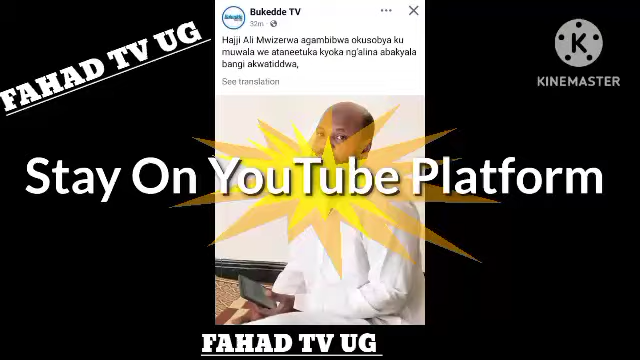 Bukedde TV
32m
Hajji Ali Mwizerwa agambibwa okusobya ku
muwala we ataneetuka kyoka ng'alina abakyala
bangi akwatiddwa,
See translation
FAHAD TV UG
KINEMASTER
Stay On YouTube Platform
FAHAD TV UG